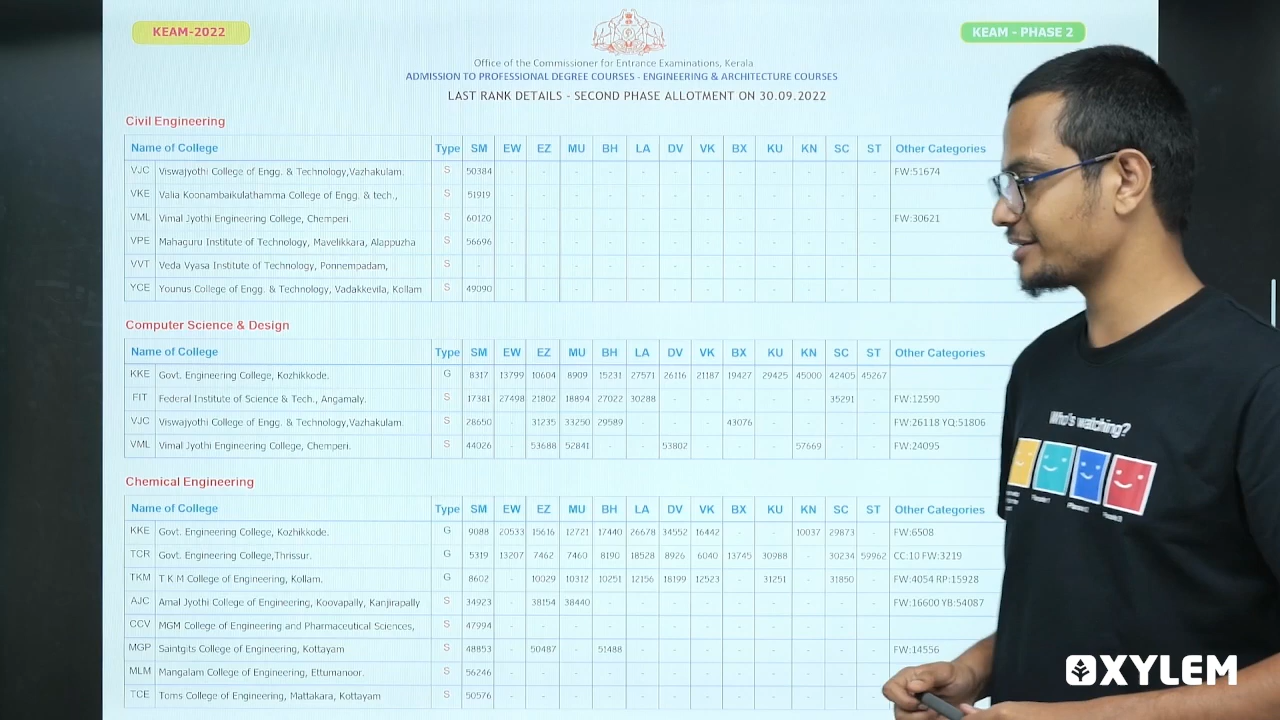 KEAM-2022
KEAM - PHASE 2
Office of the Commissioner for Entrance Examinations, Kerala
ADMISSION TO PROFESSIONAL DEGREE COURSES - ENGINEERING & ARCHITECTURE COURSES
LAST RANK DETAILS - SECOND PHASE ALLOTMENT ON 30.09.2022
Civil Engineering
Name of College Type SM EW EZ MU BH LA DV VK BX KU KN SC ST Other Categories
VJC Viswajyothi College of Engg. & Technology,Vazhakulam. S 50384 - - - - - - - - - - - - FW:51674
VKE Valia Koonambaikulathamma College of Engg. & tech., S 51919 - - - - - - - - - - - -
VML Vimal Jyothi Engineering College, Chemperi. S 60120 - - - - - - - - - - - - FW:30621
VPE Mahaguru Institute of Technology, Mavelikkara, Alappuzha S 56696 - - - - - - - - - - - -
VVT Veda Vyasa Institute of Technology, Ponnempadam, S - - - - - - - - - - - - -
YCE Younus College of Engg. & Technology, Vadakkevila, Kollam S 49090 - - - - - - - - - - - -
Computer Science & Design
Name of College Type SM EW EZ MU BH LA DV VK BX KU KN SC ST Other Categories
KKE Govt. Engineering College, Kozhikkode. G 8317 13799 10604 8909 15231 27571 26116 21187 19427 29425 45000 42405 45267
FIT Federal Institute of Science & Tech., Angamaly. S 17381 27498 21802 18894 27022 30288 - - - - - 35291 - FW:12590
VJC Viswajyothi College of Engg. & Technology,Vazhakulam. S 28650 - 31235 33250 29589 - - - 43076 - - - - FW:26118 YQ:51806
VML Vimal Jyothi Engineering College, Chemperi. S 44026 - 53688 52841 - - 53802 - - - 57669 - - FW:24095
Chemical Engineering
Name of College Type SM EW EZ MU BH LA DV VK BX KU KN SC ST Other Categories
KKE Govt. Engineering College, Kozhikkode. G 9088 20533 15616 12721 17440 26678 34552 16442 - - 10037 29873 - FW:6508
TCR Govt. Engineering College,Thrissur. G 5319 13207 7462 7460 8190 18528 8926 6040 13745 30988 - 30234 59962 CC:10 FW:3219
TKM T K M College of Engineering, Kollam. G 8602 - 10029 10312 10251 12156 18199 12523 - 31251 - 31850 - FW:4054 RP:15928
AJC Amal Jyothi College of Engineering, Koovapally, Kanjirapally S 34923 - 38154 38440 - - - - - - - - - FW:16600 YB:54087
CCV MGM College of Engineering and Pharmaceutical Sciences, S 47994 - - - - - - - - - - - -
MGP Saintgits College of Engineering, Kottayam S 48853 - 50487 - 51488 - - - - - - - - FW:14556
MLM Mangalam College of Engineering, Ettumanoor. S 56246 - - - - - - - - - - - -
TCE Toms College of Engineering, Mattakara, Kottayam S 50576 - - - - - - - - - - - -
Who's watching?
XYLEM